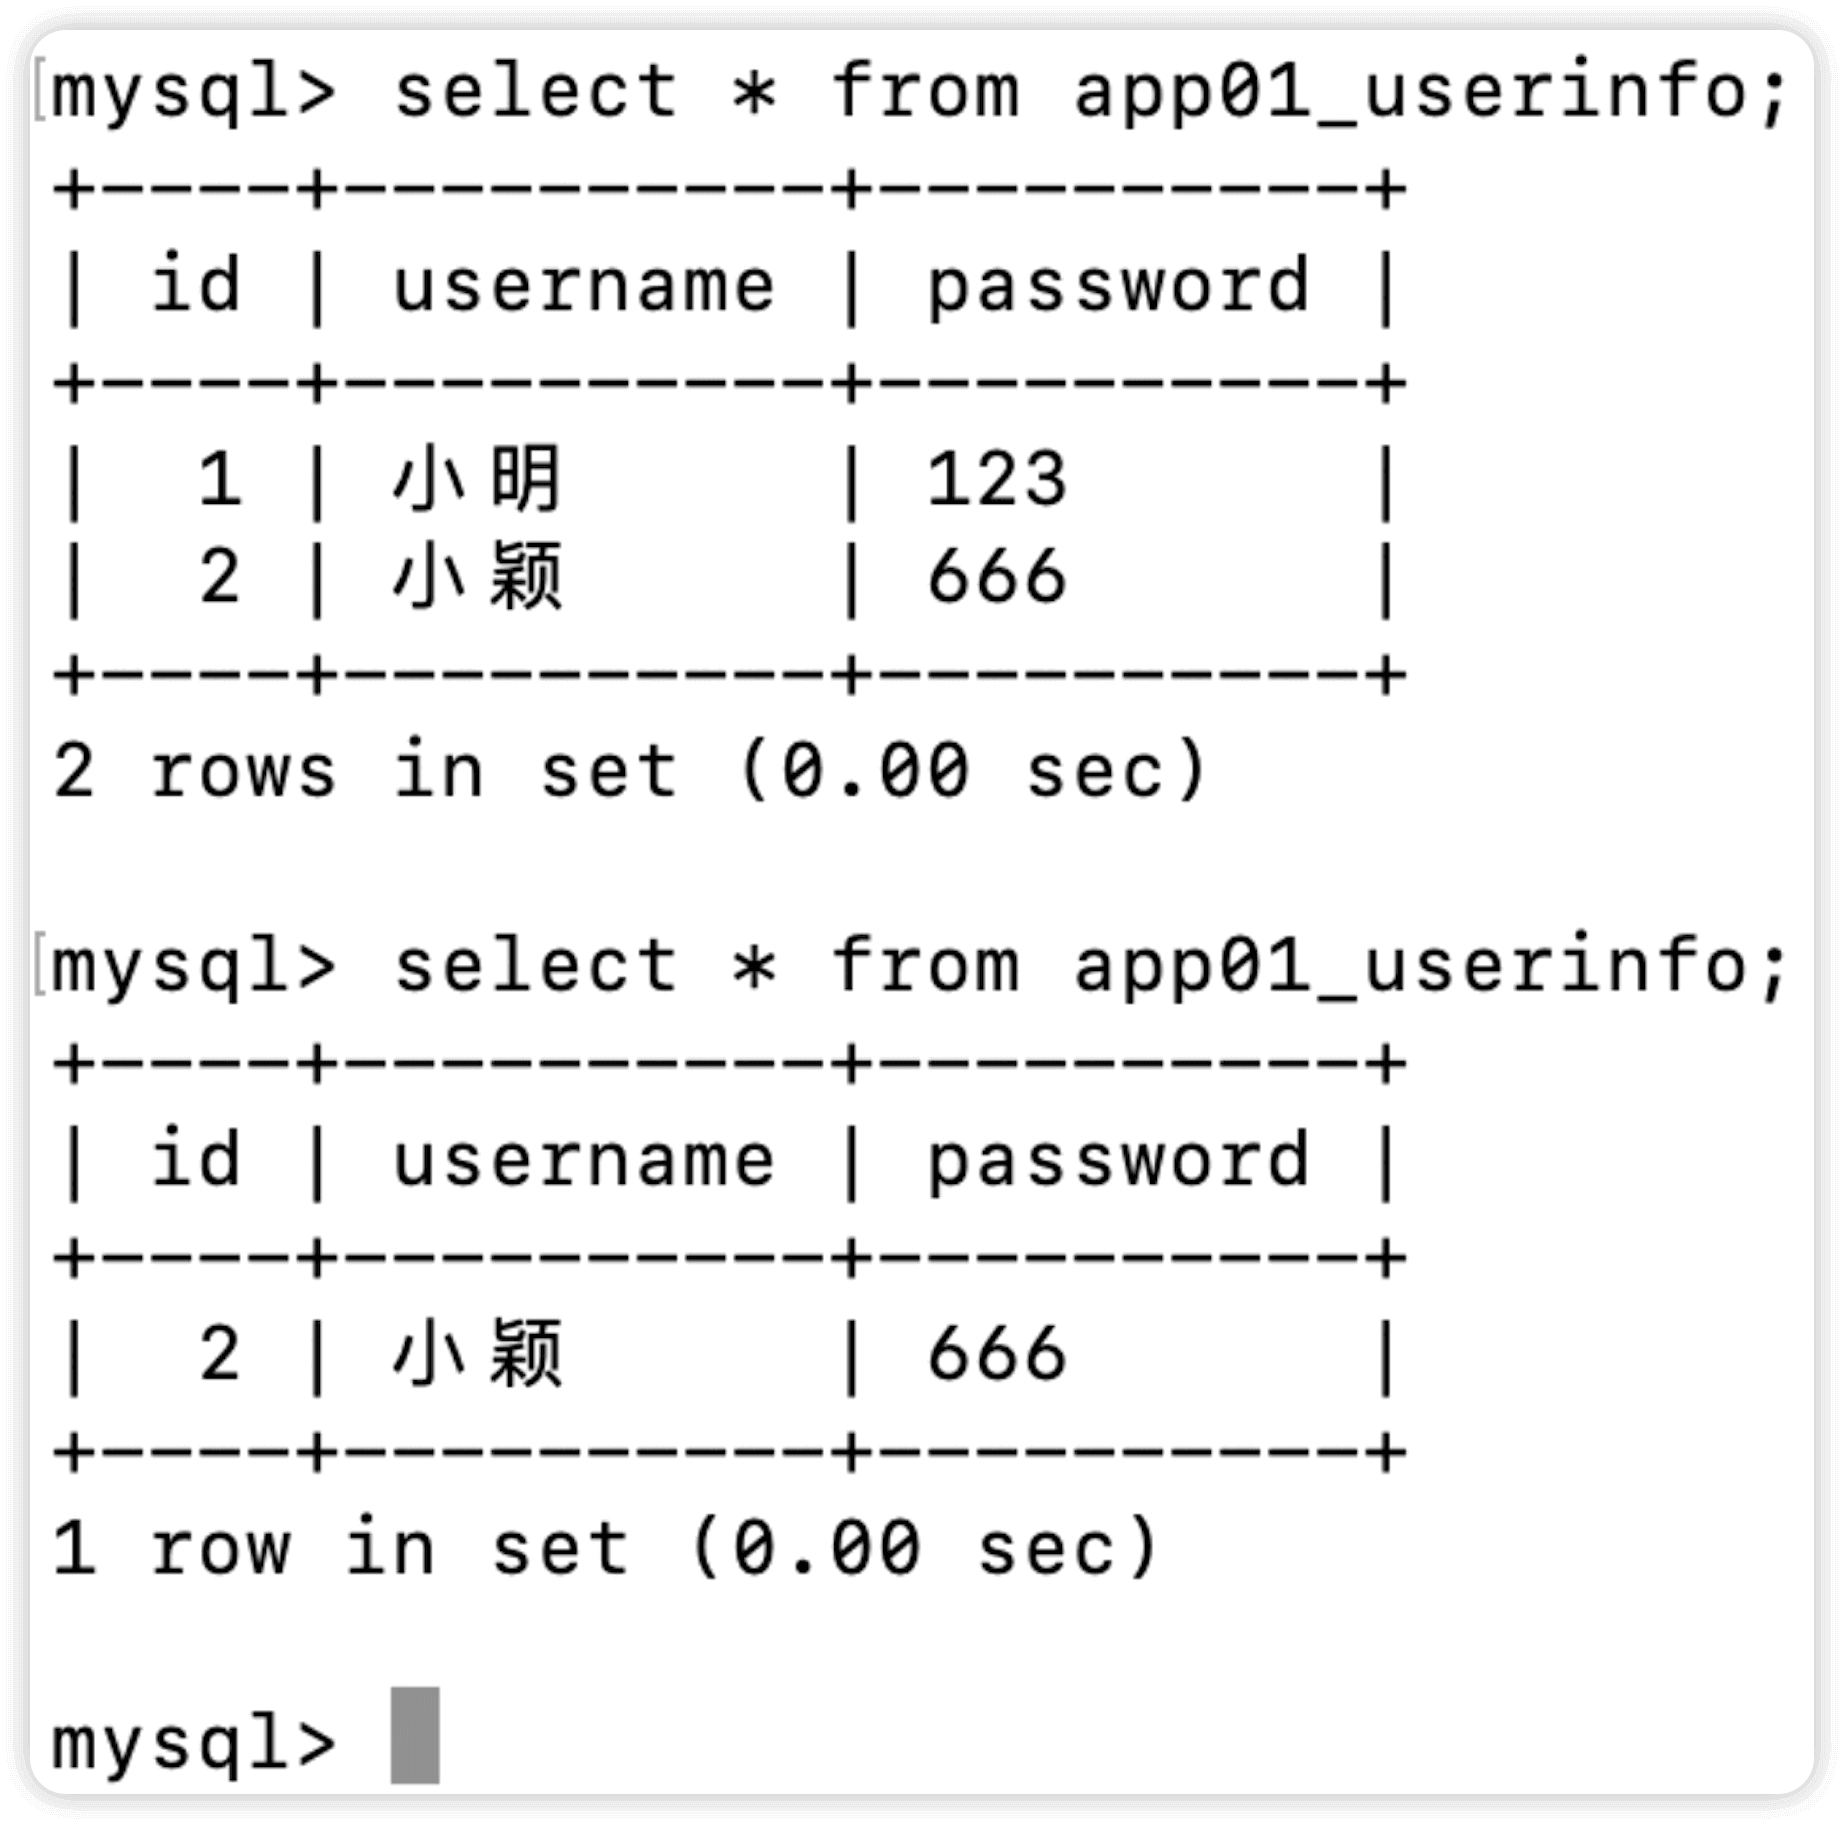 mysql> select * from app01_userinfo;
+----+----------+----------+
| id | username | password |
+----+----------+----------+
|  1 | 小明     | 123      |
|  2 | 小颖     | 666      |
+----+----------+----------+
2 rows in set (0.00 sec)
mysql> select * from app01_userinfo;
+----+----------+----------+
| id | username | password |
+----+----------+----------+
|  2 | 小颖     | 666      |
+----+----------+----------+
1 row in set (0.00 sec)
mysql>